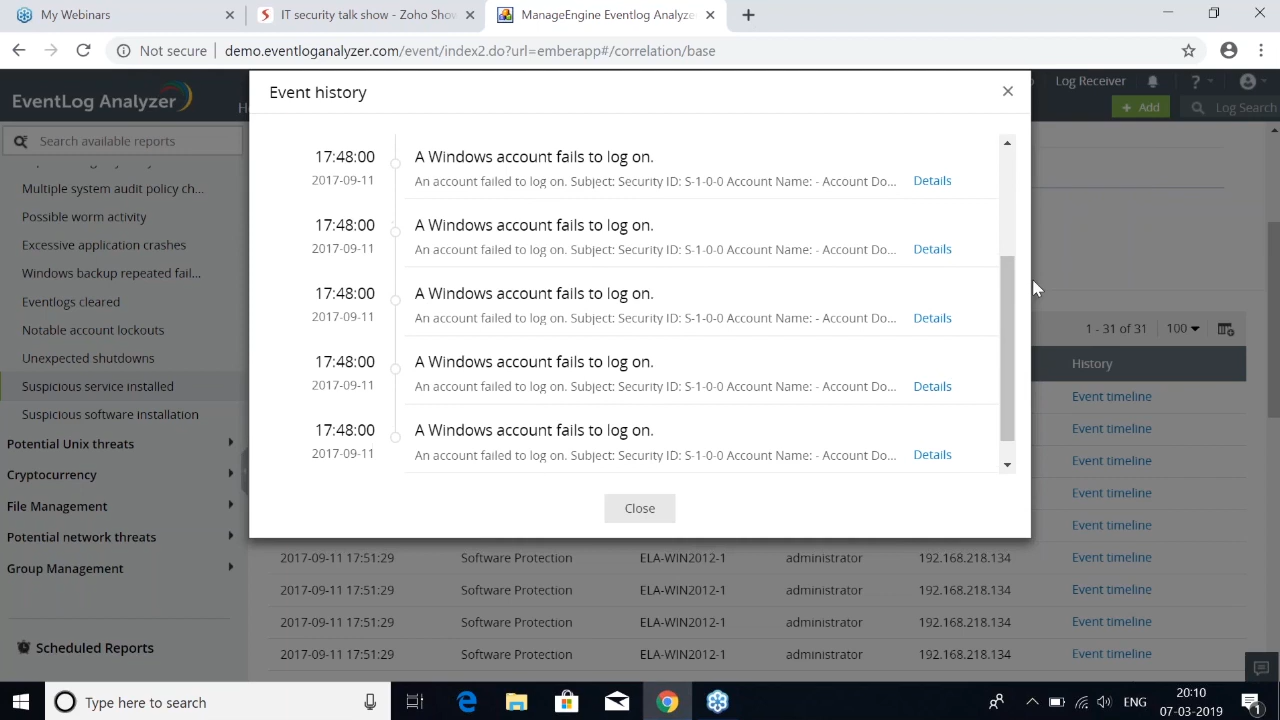 My Webinars
IT security talk show - Zoho Show
ManageEngine Eventlog Analyzer
Not secure
demo.eventloganalyzer.com/event/index2.do?url=emberapp#/correlation/base
EventLog Analyzer
Log Receiver
?
+ Add
Log Search
Search available reports
Multiple system audit policy ch...
Possible worm activity
Excessive application crashes
Windows backup repeated fail...
Eventlogs cleared
Notable account lockouts
Unexpected shutdowns
Suspicious service installed
Suspicious software installation
Potential Unix threats
Cryptocurrency
File Management
Potential network threats
Group Management
Scheduled Reports
Event history
17:48:00
2017-09-11
A Windows account fails to log on.
An account failed to log on. Subject: Security ID: S-1-0-0 Account Name: - Account Do...
Details
17:48:00
2017-09-11
A Windows account fails to log on.
An account failed to log on. Subject: Security ID: S-1-0-0 Account Name: - Account Do...
Details
17:48:00
2017-09-11
A Windows account fails to log on.
An account failed to log on. Subject: Security ID: S-1-0-0 Account Name: - Account Do...
Details
17:48:00
2017-09-11
A Windows account fails to log on.
An account failed to log on. Subject: Security ID: S-1-0-0 Account Name: - Account Do...
Details
17:48:00
2017-09-11
A Windows account fails to log on.
An account failed to log on. Subject: Security ID: S-1-0-0 Account Name: - Account Do...
Details
Close
1 - 31 of 31
100
History
Event timeline
Event timeline
Event timeline
Event timeline
Event timeline
2017-09-11 17:51:29 Software Protection ELA-WIN2012-1 administrator 192.168.218.134 Event timeline
2017-09-11 17:51:29 Software Protection ELA-WIN2012-1 administrator 192.168.218.134 Event timeline
2017-09-11 17:51:29 Software Protection ELA-WIN2012-1 administrator 192.168.218.134 Event timeline
2017-09-11 17:51:29 Software Protection ELA-WIN2012-1 administrator 192.168.218.134 Event timeline
Type here to search
ENG
20:10
07-03-2019
1